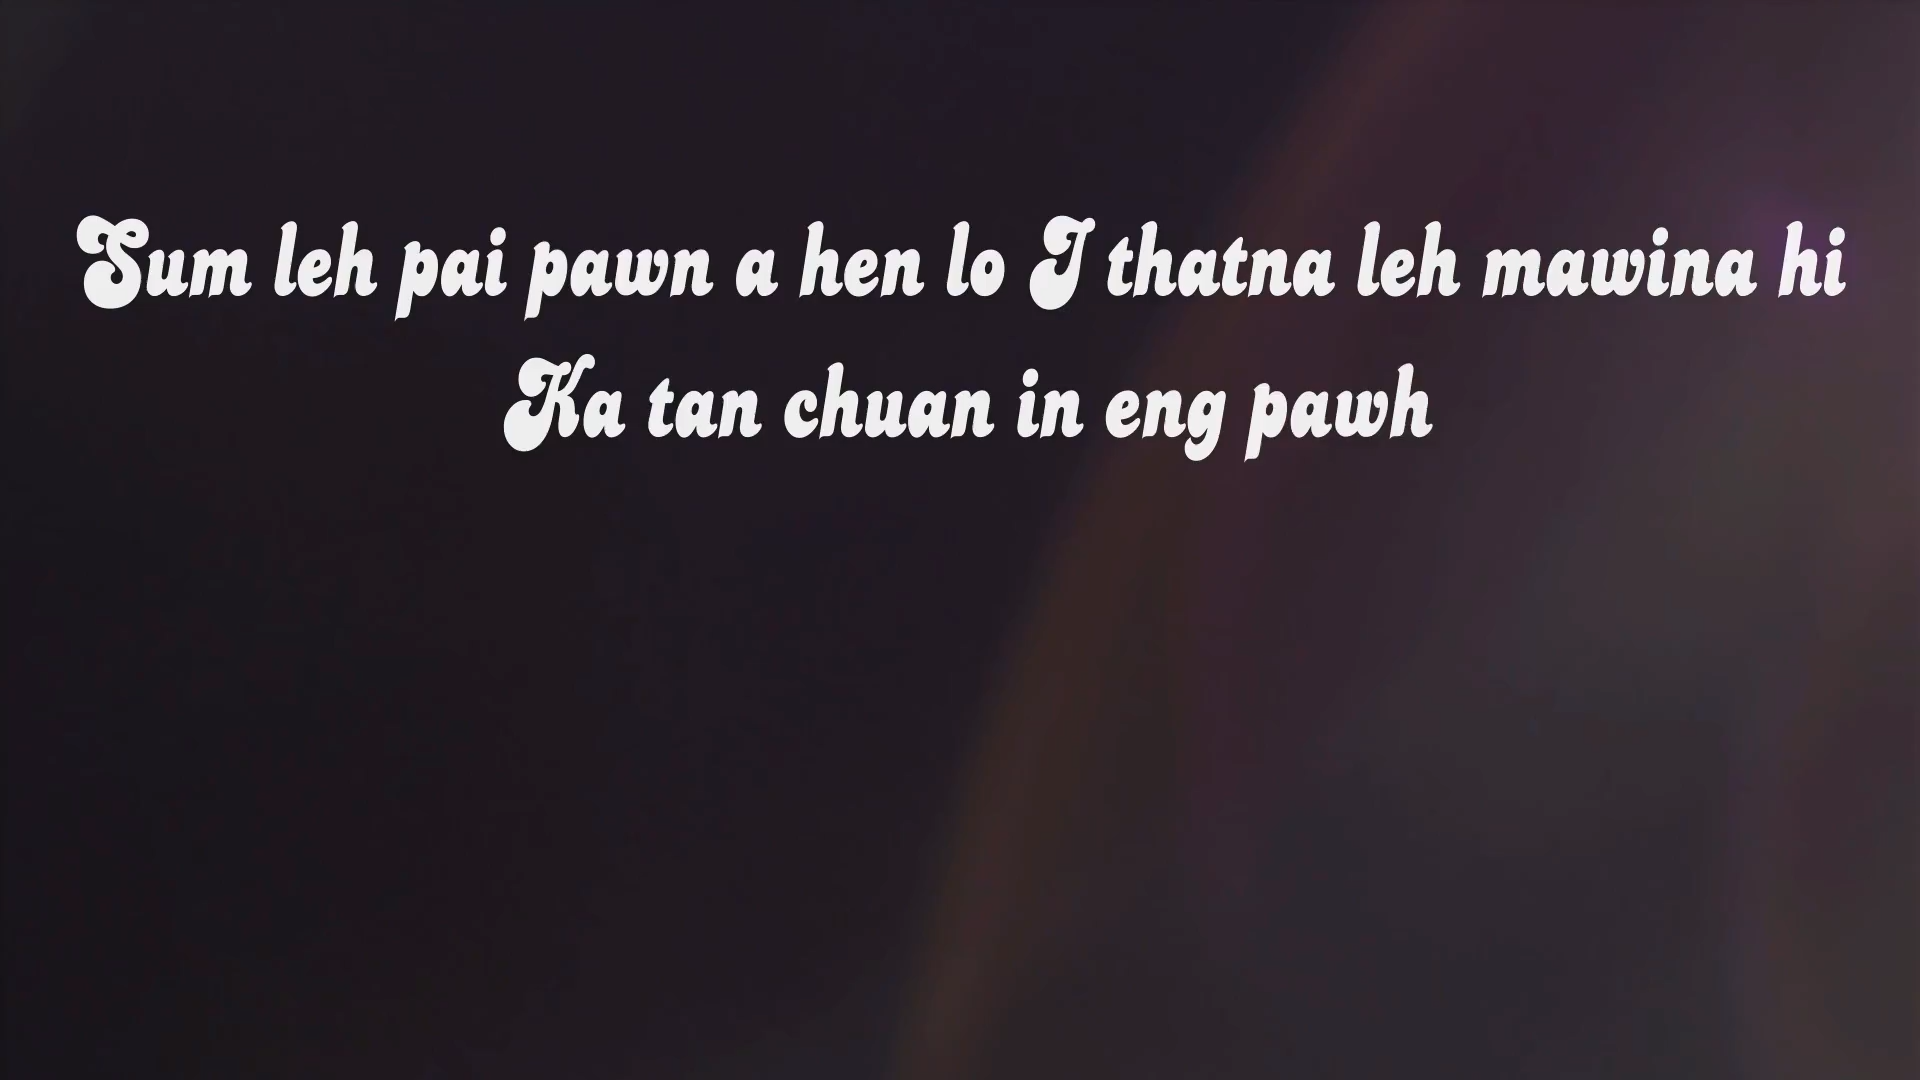 Sum leh pai pawn a hen lo I thatna leh mawina hi
Ka tan chuan in eng pawh